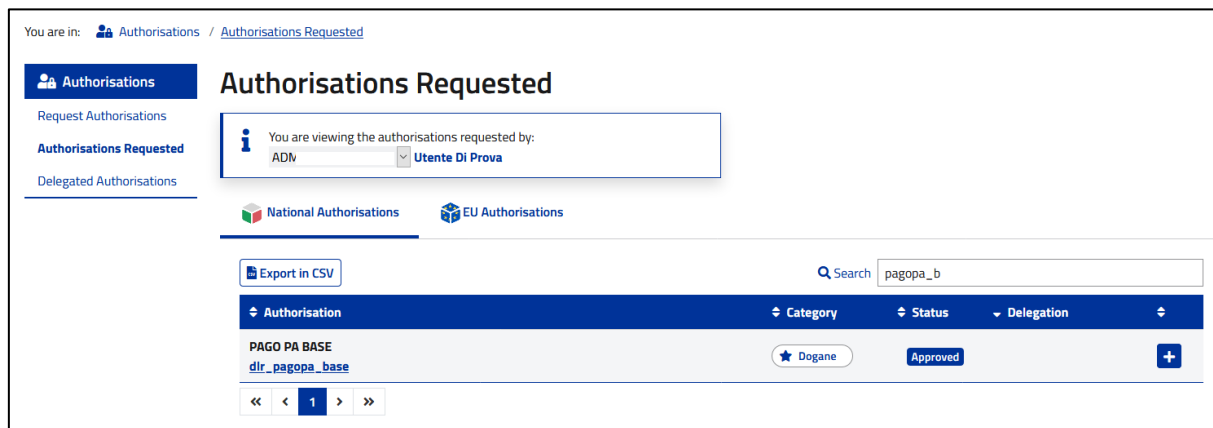 You are in: Authorisations / Authorisations Requested
Authorisations
Request Authorisations
Authorisations Requested
Delegated Authorisations
Authorisations Requested
You are viewing the authorisations requested by:
ADM Utente Di Prova
National Authorisations EU Authorisations
Export in CSV Search pagopa_b
Authorisation Category Status Delegation
PAGO PA BASE
dlr_pagopa_base Dogane Approved +
« ‹ 1 › »